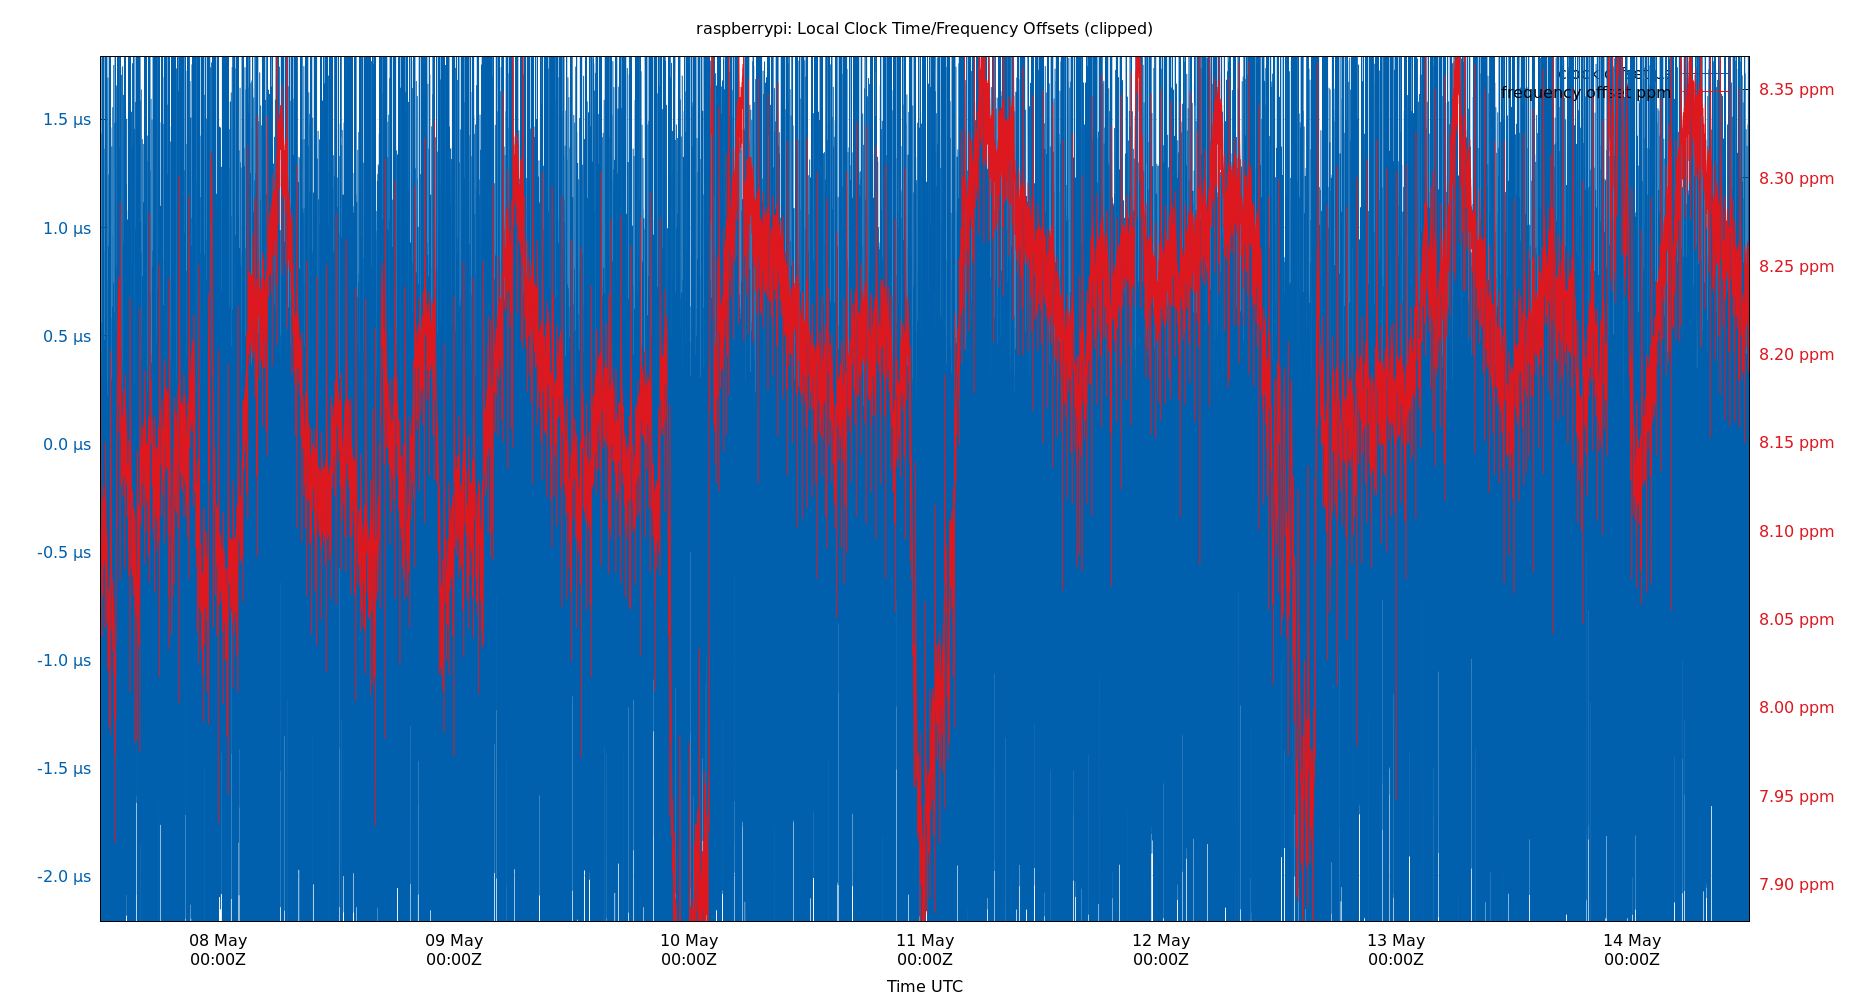 raspberrypi: Local Clock Time/Frequency Offsets (clipped)
clock offset µs
frequency offset ppm
1.5 µs
1.0 µs
0.5 µs
0.0 µs
-0.5 µs
-1.0 µs
-1.5 µs
-2.0 µs
8.35 ppm
8.30 ppm
8.25 ppm
8.20 ppm
8.15 ppm
8.10 ppm
8.05 ppm
8.00 ppm
7.95 ppm
7.90 ppm
08 May 09 May 10 May 11 May 12 May 13 May 14 May
00:00Z 00:00Z 00:00Z 00:00Z 00:00Z 00:00Z 00:00Z
Time UTC